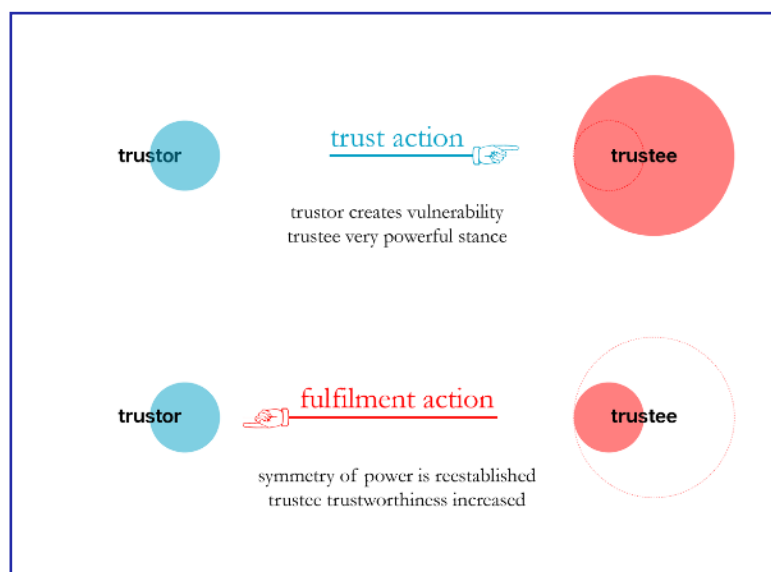 trustor
trust action
trustee
trustor creates vulnerability
trustee very powerful stance
trustor
fulfilment action
trustee
symmetry of power is reestablished
trustee trustworthiness increased